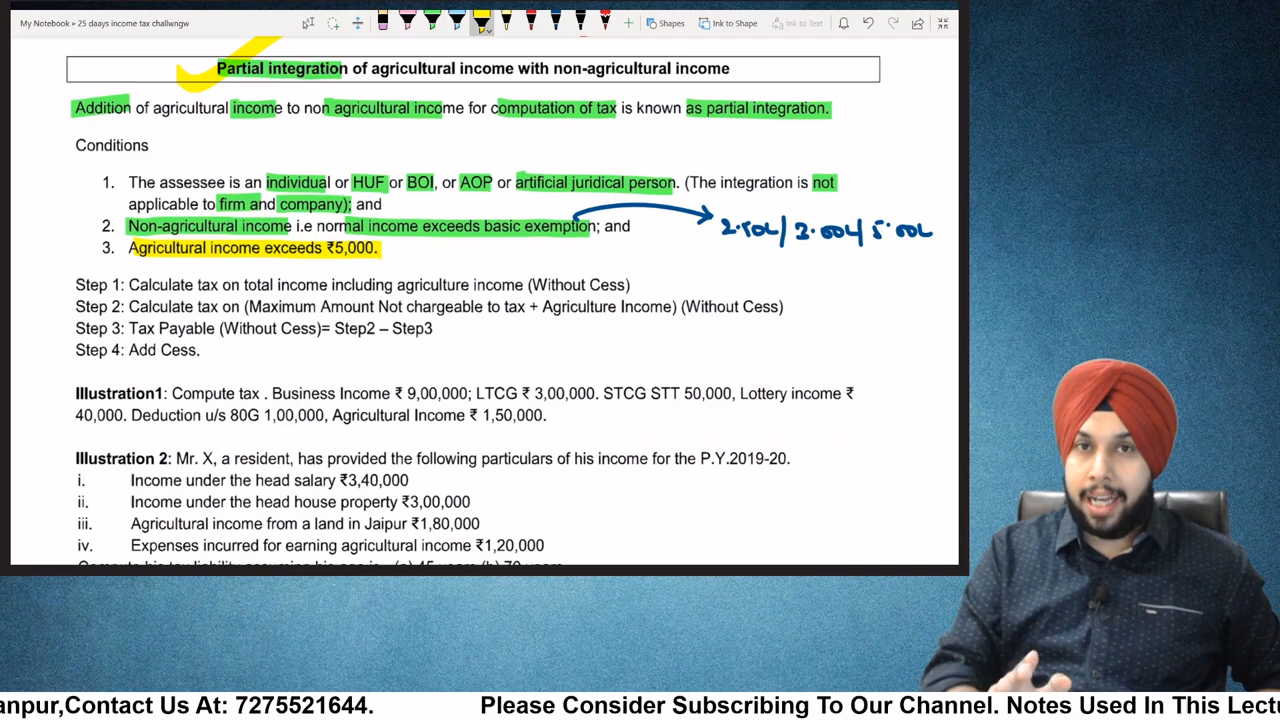 My Notebook » 25 daays income tax challwngw
Shapes
Ink to Shape
Ink to Text
Partial integration of agricultural income with non-agricultural income
Addition of agricultural income to non agricultural income for computation of tax is known as partial integration.
Conditions
1. The assessee is an individual or HUF or BOI, or AOP or artificial juridical person. (The integration is not
applicable to firm and company); and
2. Non-agricultural income i.e normal income exceeds basic exemption; and
2.50L/ 3.00L/ 5.00L
3. Agricultural income exceeds ₹5,000.
Step 1: Calculate tax on total income including agriculture income (Without Cess)
Step 2: Calculate tax on (Maximum Amount Not chargeable to tax + Agriculture Income) (Without Cess)
Step 3: Tax Payable (Without Cess)= Step2 – Step3
Step 4: Add Cess.
Illustration1: Compute tax . Business Income ₹ 9,00,000; LTCG ₹ 3,00,000. STCG STT 50,000, Lottery income ₹
40,000. Deduction u/s 80G 1,00,000, Agricultural Income ₹ 1,50,000.
Illustration 2: Mr. X, a resident, has provided the following particulars of his income for the P.Y.2019-20.
i. Income under the head salary ₹3,40,000
ii. Income under the head house property ₹3,00,000
iii. Agricultural income from a land in Jaipur ₹1,80,000
iv. Expenses incurred for earning agricultural income ₹1,20,000
Compute his tax liability assuming his age is (a) 45 years (b) 70 years
anpur,Contact Us At: 7275521644. Please Consider Subscribing To Our Channel. Notes Used In This Lectu